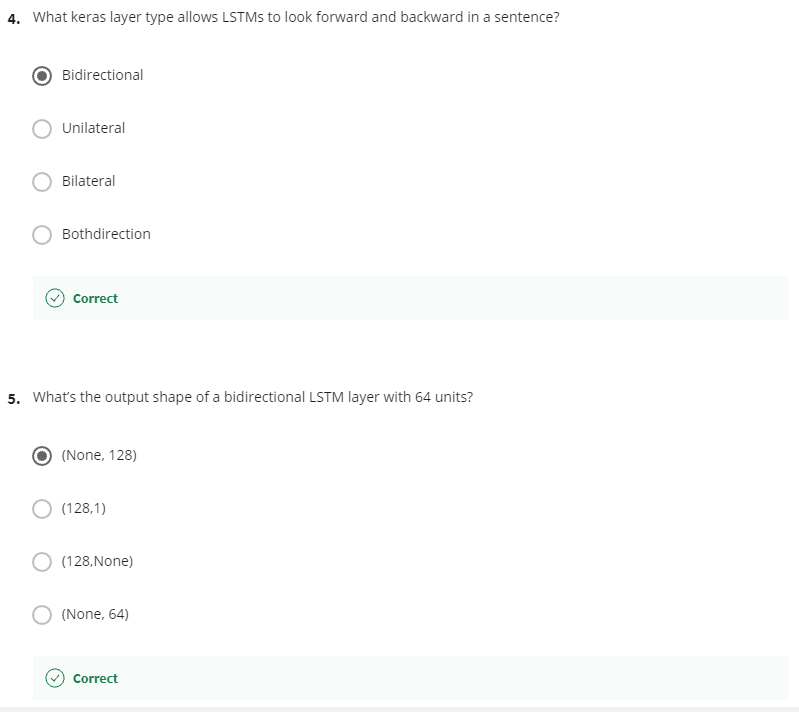 4. What keras layer type allows LSTMs to look forward and backward in a sentence?
Bidirectional
Unilateral
Bilateral
Bothdirection
Correct
5. What's the output shape of a bidirectional LSTM layer with 64 units?
(None, 128)
(128,1)
(128,None)
(None, 64)
Correct